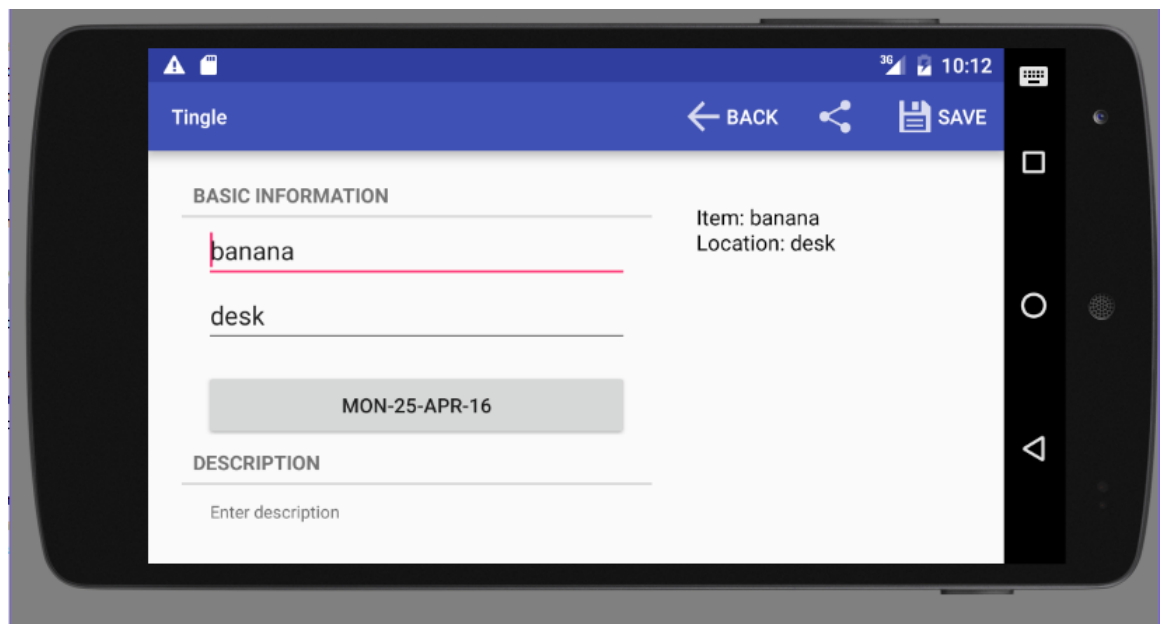 3G 10:12
Tingle BACK SAVE
BASIC INFORMATION
banana
desk
MON-25-APR-16
DESCRIPTION
Enter description
Item: banana
Location: desk